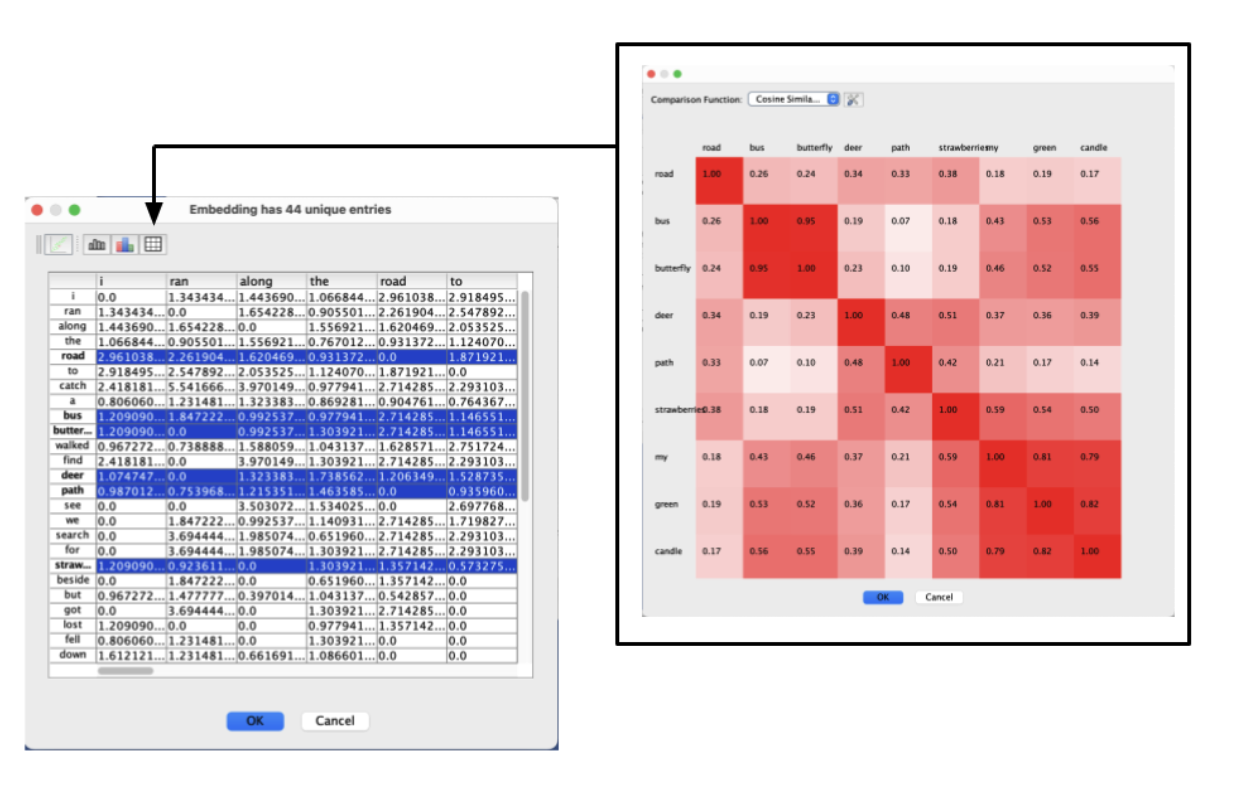 Comparison Function: Cosine Simila...
road bus butterfly deer path strawberries my green candle
road 1.00 0.26 0.24 0.34 0.33 0.38 0.18 0.19 0.17
bus 0.26 1.00 0.95 0.19 0.07 0.18 0.43 0.53 0.56
butterfly 0.24 0.95 1.00 0.23 0.10 0.19 0.46 0.52 0.55
deer 0.34 0.19 0.23 1.00 0.48 0.51 0.37 0.36 0.39
path 0.33 0.07 0.10 0.48 1.00 0.42 0.21 0.17 0.14
strawberries 0.38 0.18 0.19 0.51 0.42 1.00 0.59 0.54 0.50
my 0.18 0.43 0.46 0.37 0.21 0.59 1.00 0.81 0.79
green 0.19 0.53 0.52 0.36 0.17 0.54 0.81 1.00 0.82
candle 0.17 0.56 0.55 0.39 0.14 0.50 0.79 0.82 1.00
OK Cancel
Embedding has 44 unique entries
i ran along the road to
i 0.0 1.343434... 1.443690... 1.066844... 2.961038... 2.918495...
ran 1.343434... 0.0 1.654228... 0.905501... 2.261904... 2.547892...
along 1.443690... 1.654228... 0.0 1.556921... 1.620469... 2.053525...
the 1.066844... 0.905501... 1.556921... 0.767012... 0.931372... 1.124070...
road 2.961038... 2.261904... 1.620469... 0.931372... 0.0 1.871921...
to 2.918495... 2.547892... 2.053525... 1.124070... 1.871921... 0.0
catch 2.418181... 5.541666... 3.970149... 0.977941... 2.714285... 2.293103...
a 0.806060... 1.231481... 1.323383... 0.869281... 0.904761... 0.764367...
bus 1.209090... 1.847222... 0.992537... 0.977941... 2.714285... 1.146551...
butter... 1.209090... 0.0 0.992537... 1.303921... 2.714285... 1.146551...
walked 0.967272... 0.738888... 1.588059... 1.043137... 1.628571... 2.751724...
find 2.418181... 0.0 3.970149... 1.303921... 2.714285... 2.293103...
deer 1.074747... 0.0 1.323383... 1.738562... 1.206349... 1.528735...
path 0.987012... 0.753968... 1.215351... 1.463585... 0.0 0.935960...
see 0.0 0.0 3.503072... 1.534025... 0.0 2.697768...
we 0.0 1.847222... 0.992537... 1.140931... 2.714285... 1.719827...
search 0.0 3.694444... 1.985074... 0.651960... 2.714285... 2.293103...
for 0.0 3.694444... 1.985074... 1.303921... 2.714285... 2.293103...
straw... 1.209090... 0.923611... 0.0 1.303921... 1.357142... 0.573275...
beside 0.0 1.847222... 0.0 0.651960... 1.357142... 0.0
but 0.967272... 1.477777... 0.397014... 1.043137... 0.542857... 0.0
got 0.0 3.694444... 0.0 1.303921... 2.714285... 0.0
lost 1.209090... 0.0 0.0 0.977941... 1.357142... 0.0
fell 0.806060... 1.231481... 0.0 1.303921... 0.0 0.0
down 1.612121... 1.231481... 0.661691... 1.086601... 0.0 0.0
OK Cancel